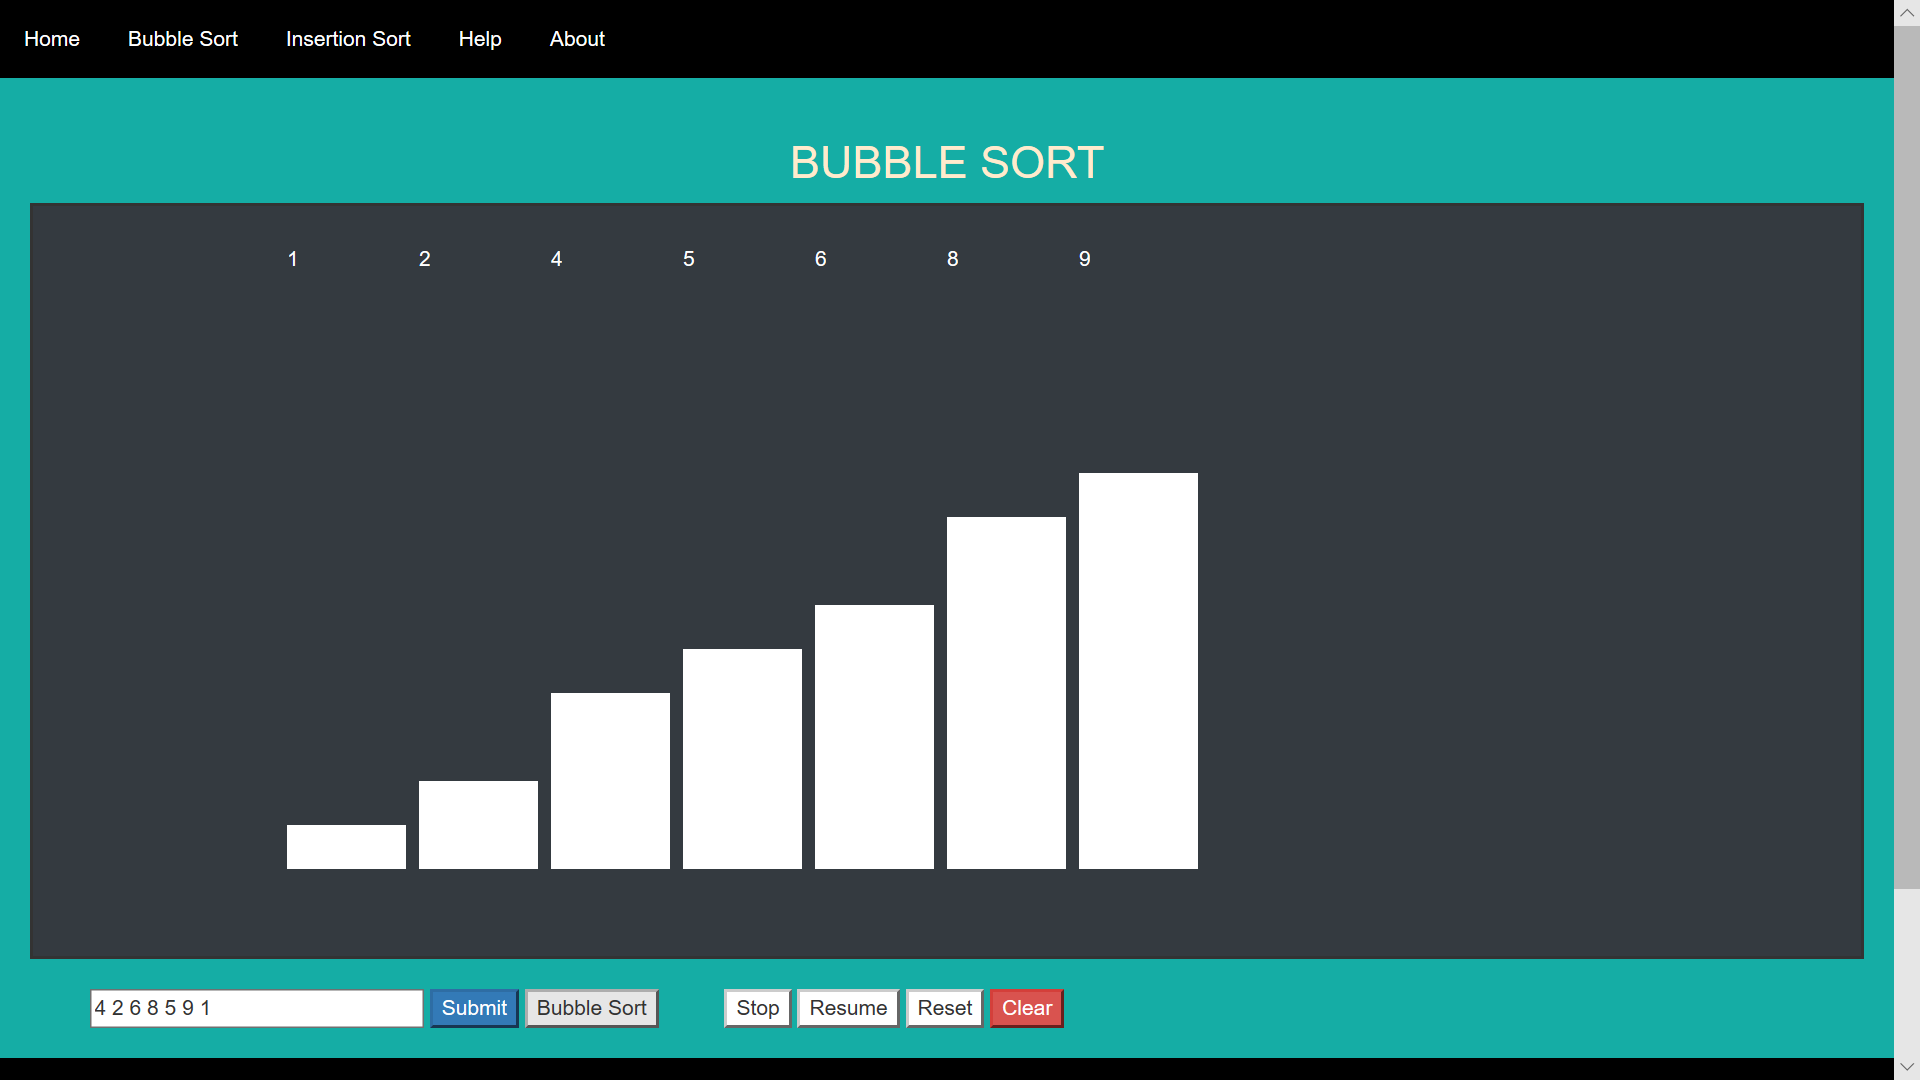 Home Bubble Sort Insertion Sort Help About
BUBBLE SORT
1 2 4 5 6 8 9
4 2 6 8 5 9 1 Submit Bubble Sort Stop Resume Reset Clear